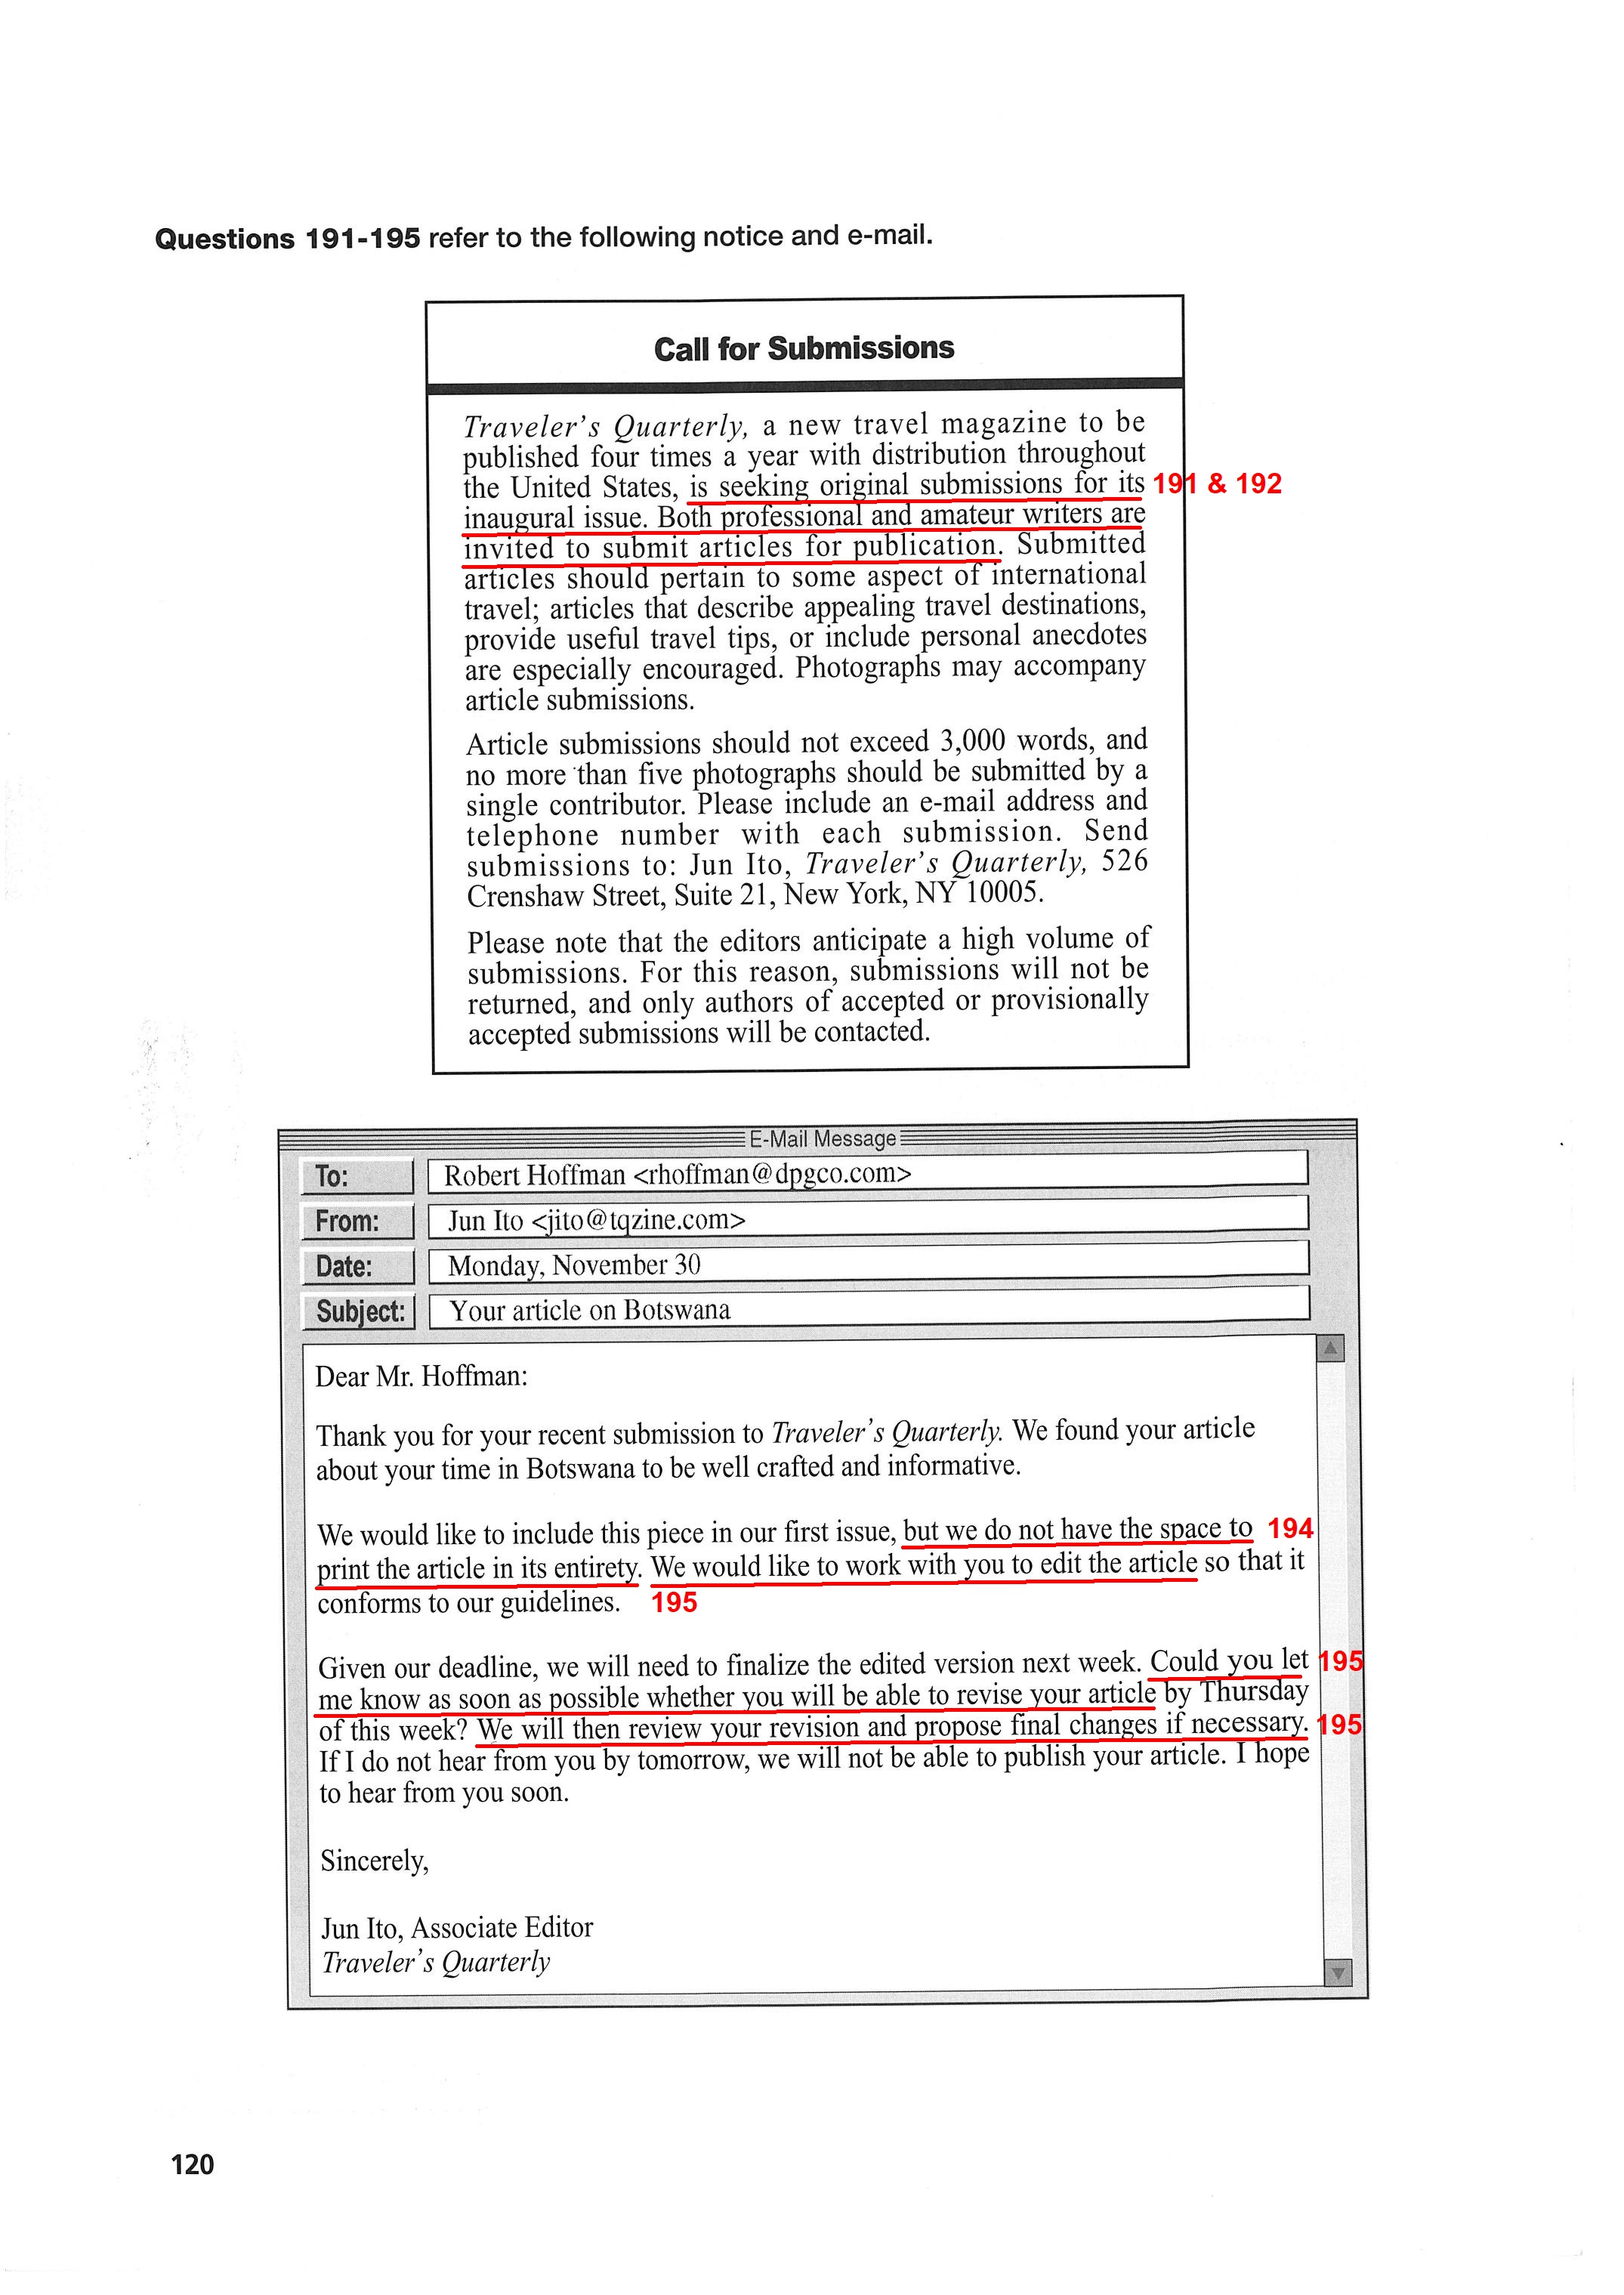 Questions 191-195 refer to the following notice and e-mail.
Call for Submissions
Traveler's Quarterly, a new travel magazine to be
published four times a year with distribution throughout
the United States, is seeking original submissions for its 191 & 192
inaugural issue. Both professional and amateur writers are
invited to submit articles for publication. Submitted
articles should pertain to some aspect of international
travel; articles that describe appealing travel destinations,
provide useful travel tips, or include personal anecdotes
are especially encouraged. Photographs may accompany
article submissions.
Article submissions should not exceed 3,000 words, and
no more than five photographs should be submitted by a
single contributor. Please include an e-mail address and
telephone number with each submission. Send
submissions to: Jun Ito, Traveler's Quarterly, 526
Crenshaw Street, Suite 21, New York, NY 10005.
Please note that the editors anticipate a high volume of
submissions. For this reason, submissions will not be
returned, and only authors of accepted or provisionally
accepted submissions will be contacted.
E-Mail Message
To: Robert Hoffman <rhoffman@dpgco.com>
From: Jun Ito <jito@tqzine.com>
Date: Monday, November 30
Subject: Your article on Botswana
Dear Mr. Hoffman:
Thank you for your recent submission to Traveler's Quarterly. We found your article
about your time in Botswana to be well crafted and informative.
We would like to include this piece in our first issue, but we do not have the space to 194
print the article in its entirety. We would like to work with you to edit the article so that it
conforms to our guidelines. 195
Given our deadline, we will need to finalize the edited version next week. Could you let 195
me know as soon as possible whether you will be able to revise your article by Thursday
of this week? We will then review your revision and propose final changes if necessary. 195
If I do not hear from you by tomorrow, we will not be able to publish your article. I hope
to hear from you soon.
Sincerely,
Jun Ito, Associate Editor
Traveler's Quarterly
120